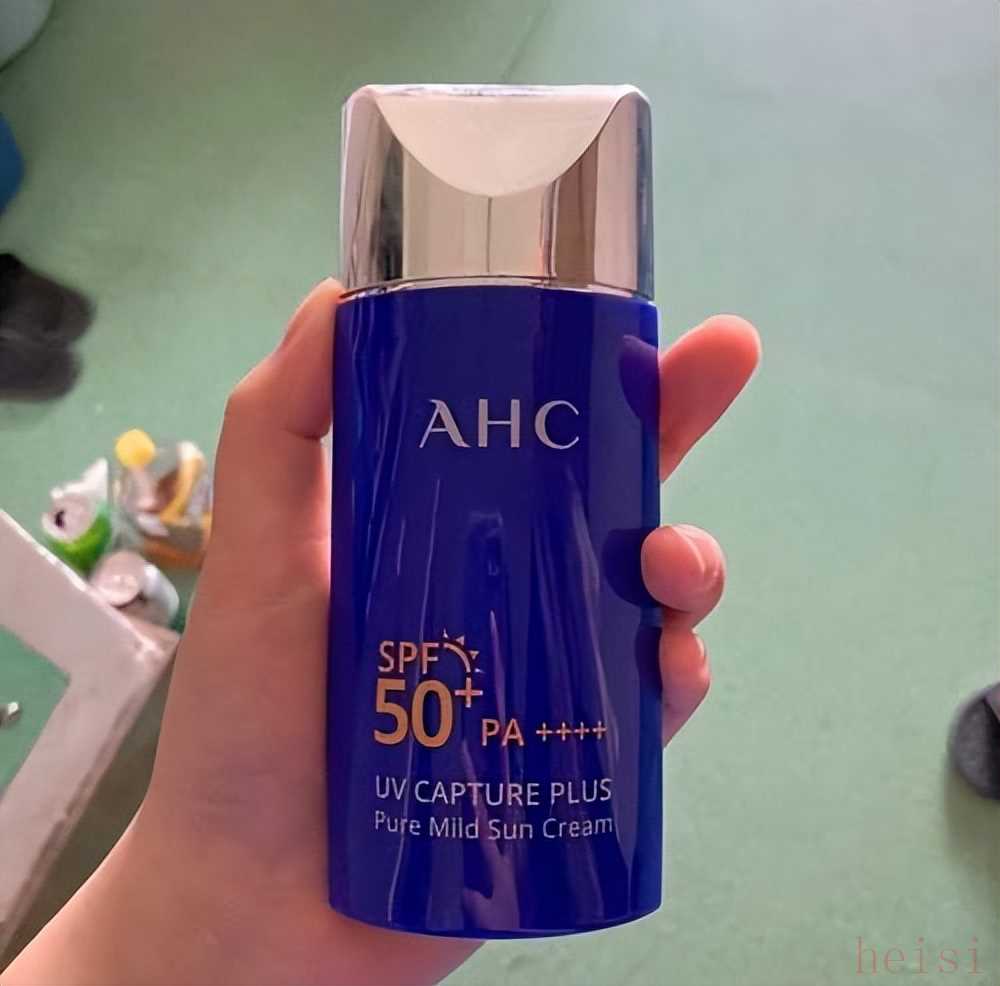 AHC
SPF
50+ PA ++++
UV CAPTURE PLUS
Pure Mild Sun Cream
heisi